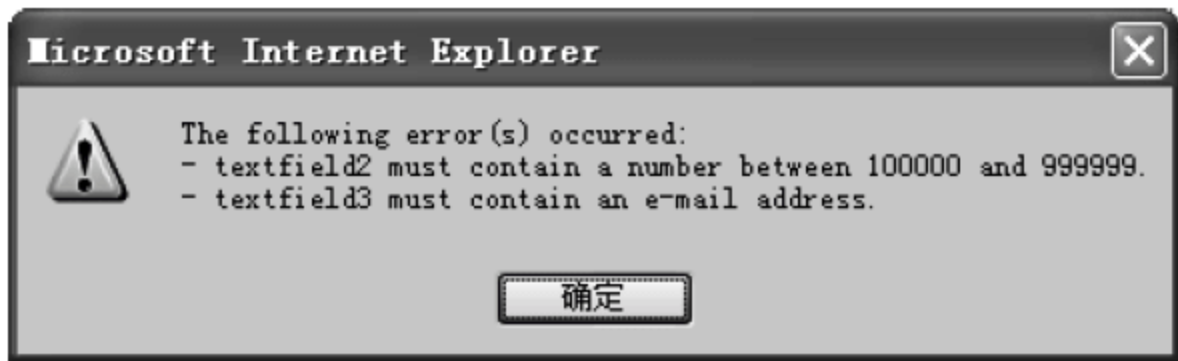 Microsoft Internet Explorer
The following error(s) occurred:
- textfield2 must contain a number between 100000 and 999999.
- textfield3 must contain an e-mail address.
确定